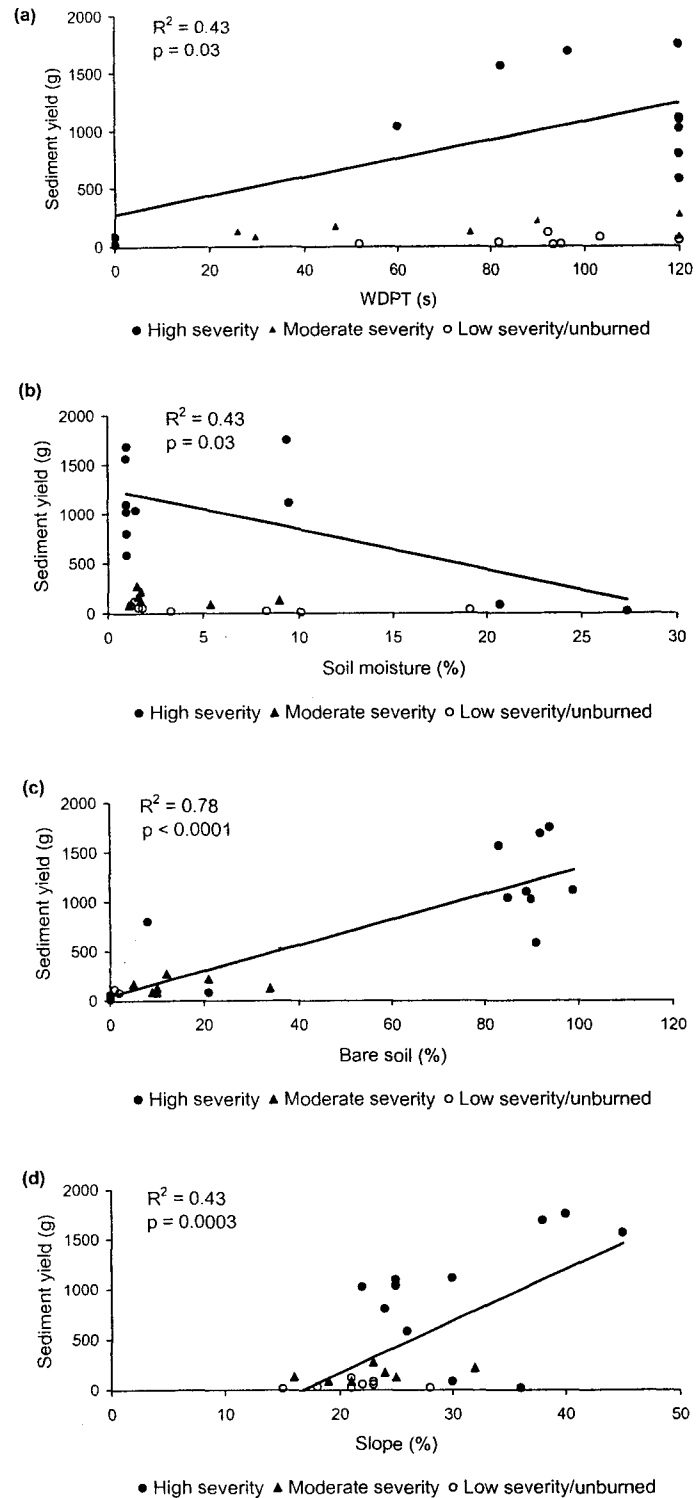 (a)
R² = 0.43
p = 0.03
Sediment yield (g)
2000
1500
1000
500
0
0 20 40 60 80 100 120
WDPT (s)
● High severity ▲ Moderate severity ○ Low severity/unburned
(b)
R² = 0.43
p = 0.03
Sediment yield (g)
2000
1500
1000
500
0
0 5 10 15 20 25 30
Soil moisture (%)
● High severity ▲ Moderate severity ○ Low severity/unburned
(c)
R² = 0.78
p < 0.0001
Sediment yield (g)
2000
1500
1000
500
0
0 20 40 60 80 100 120
Bare soil (%)
● High severity ▲ Moderate severity ○ Low severity/unburned
(d)
R² = 0.43
p = 0.0003
Sediment yield (g)
2000
1500
1000
500
0
0 10 20 30 40 50
Slope (%)
● High severity ▲ Moderate severity ○ Low severity/unburned